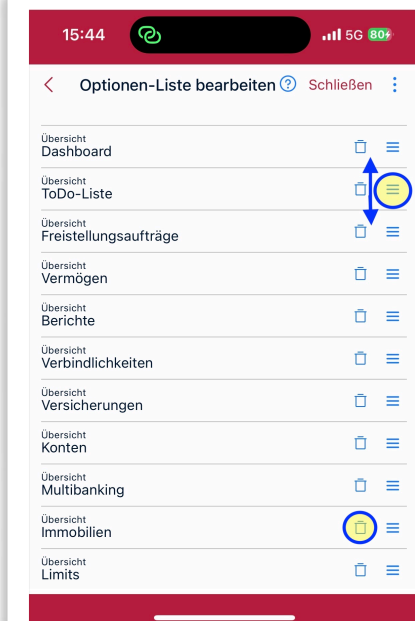 15:44
5G 80
Optionen-Liste bearbeiten ? Schließen
Übersicht
Dashboard
Übersicht
ToDo-Liste
Übersicht
Freistellungsaufträge
Übersicht
Vermögen
Übersicht
Berichte
Übersicht
Verbindlichkeiten
Übersicht
Versicherungen
Übersicht
Konten
Übersicht
Multibanking
Übersicht
Immobilien
Übersicht
Limits